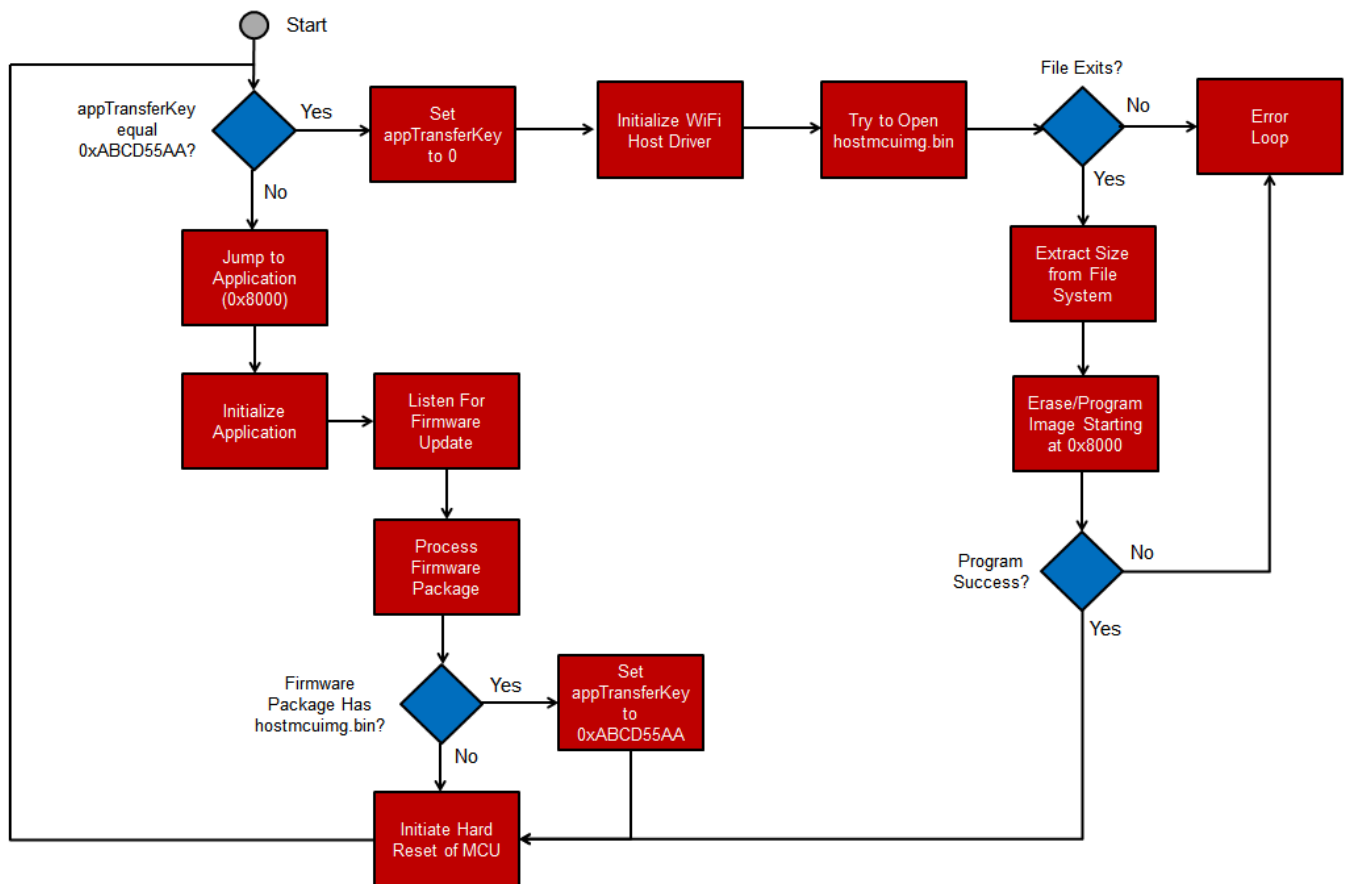 Start
appTransferKey
equal
0xABCD55AA?
Yes
No
Set
appTransferKey
to 0
Initialize WiFi
Host Driver
Try to Open
hostmcuimg.bin
File Exits?
No
Yes
Error
Loop
Jump to
Application
(0x8000)
Extract Size
from File
System
Initialize
Application
Listen For
Firmware
Update
Erase/Program
Image Starting
at 0x8000
Process
Firmware
Package
Program
Success?
No
Yes
Firmware
Package Has
hostmcuimg.bin?
Yes
No
Set
appTransferKey
to
0xABCD55AA
Initiate Hard
Reset of MCU